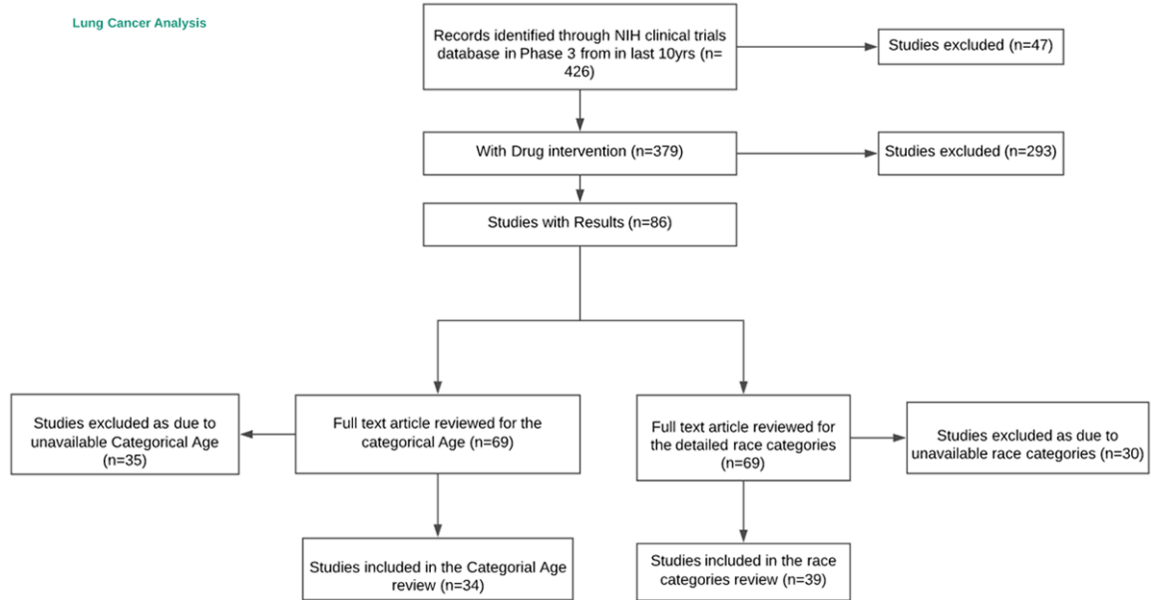 Lung Cancer Analysis
Records identified through NIH clinical trials
database in Phase 3 from in last 10yrs (n=
426)
Studies excluded (n=47)
With Drug intervention (n=379)
Studies excluded (n=293)
Studies with Results (n=86)
Studies excluded as due to
unavailable Categorical Age
(n=35)
Full text article reviewed for the
categorical Age (n=69)
Full text article reviewed for
the detailed race categories
(n=69)
Studies excluded as due to
unavailable race categories (n=30)
Studies included in the Categorial Age
review (n=34)
Studies included in the race
categories review (n=39)